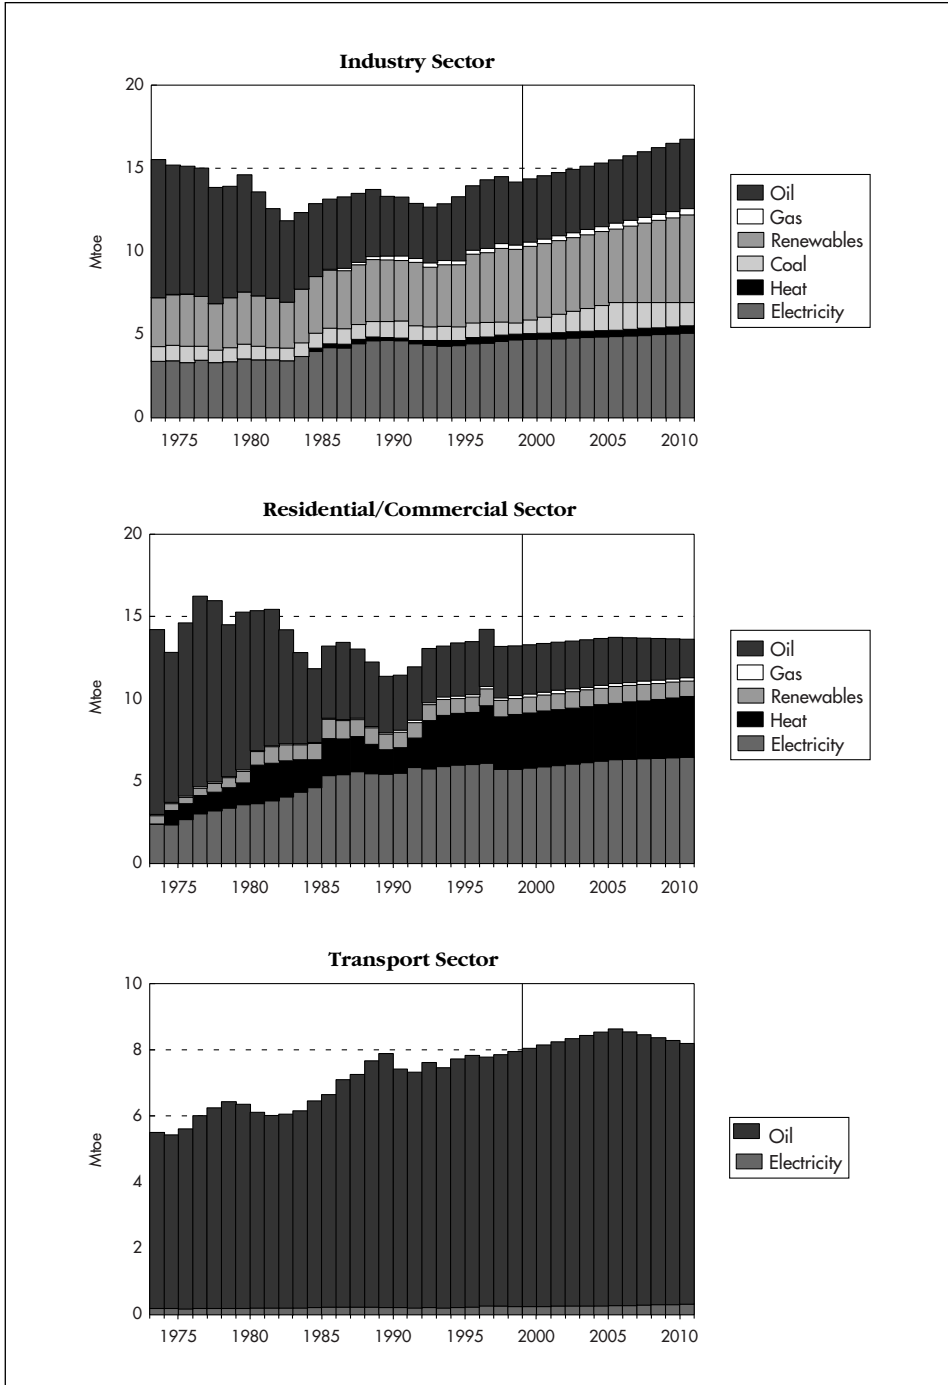 Industry Sector
20
15
10
5
0
Mtoe
1975 1980 1985 1990 1995 2000 2005 2010
Oil
Gas
Renewables
Coal
Heat
Electricity
Residential/Commercial Sector
20
15
10
5
0
Mtoe
1975 1980 1985 1990 1995 2000 2005 2010
Oil
Gas
Renewables
Heat
Electricity
Transport Sector
10
8
6
4
2
0
Mtoe
1975 1980 1985 1990 1995 2000 2005 2010
Oil
Electricity